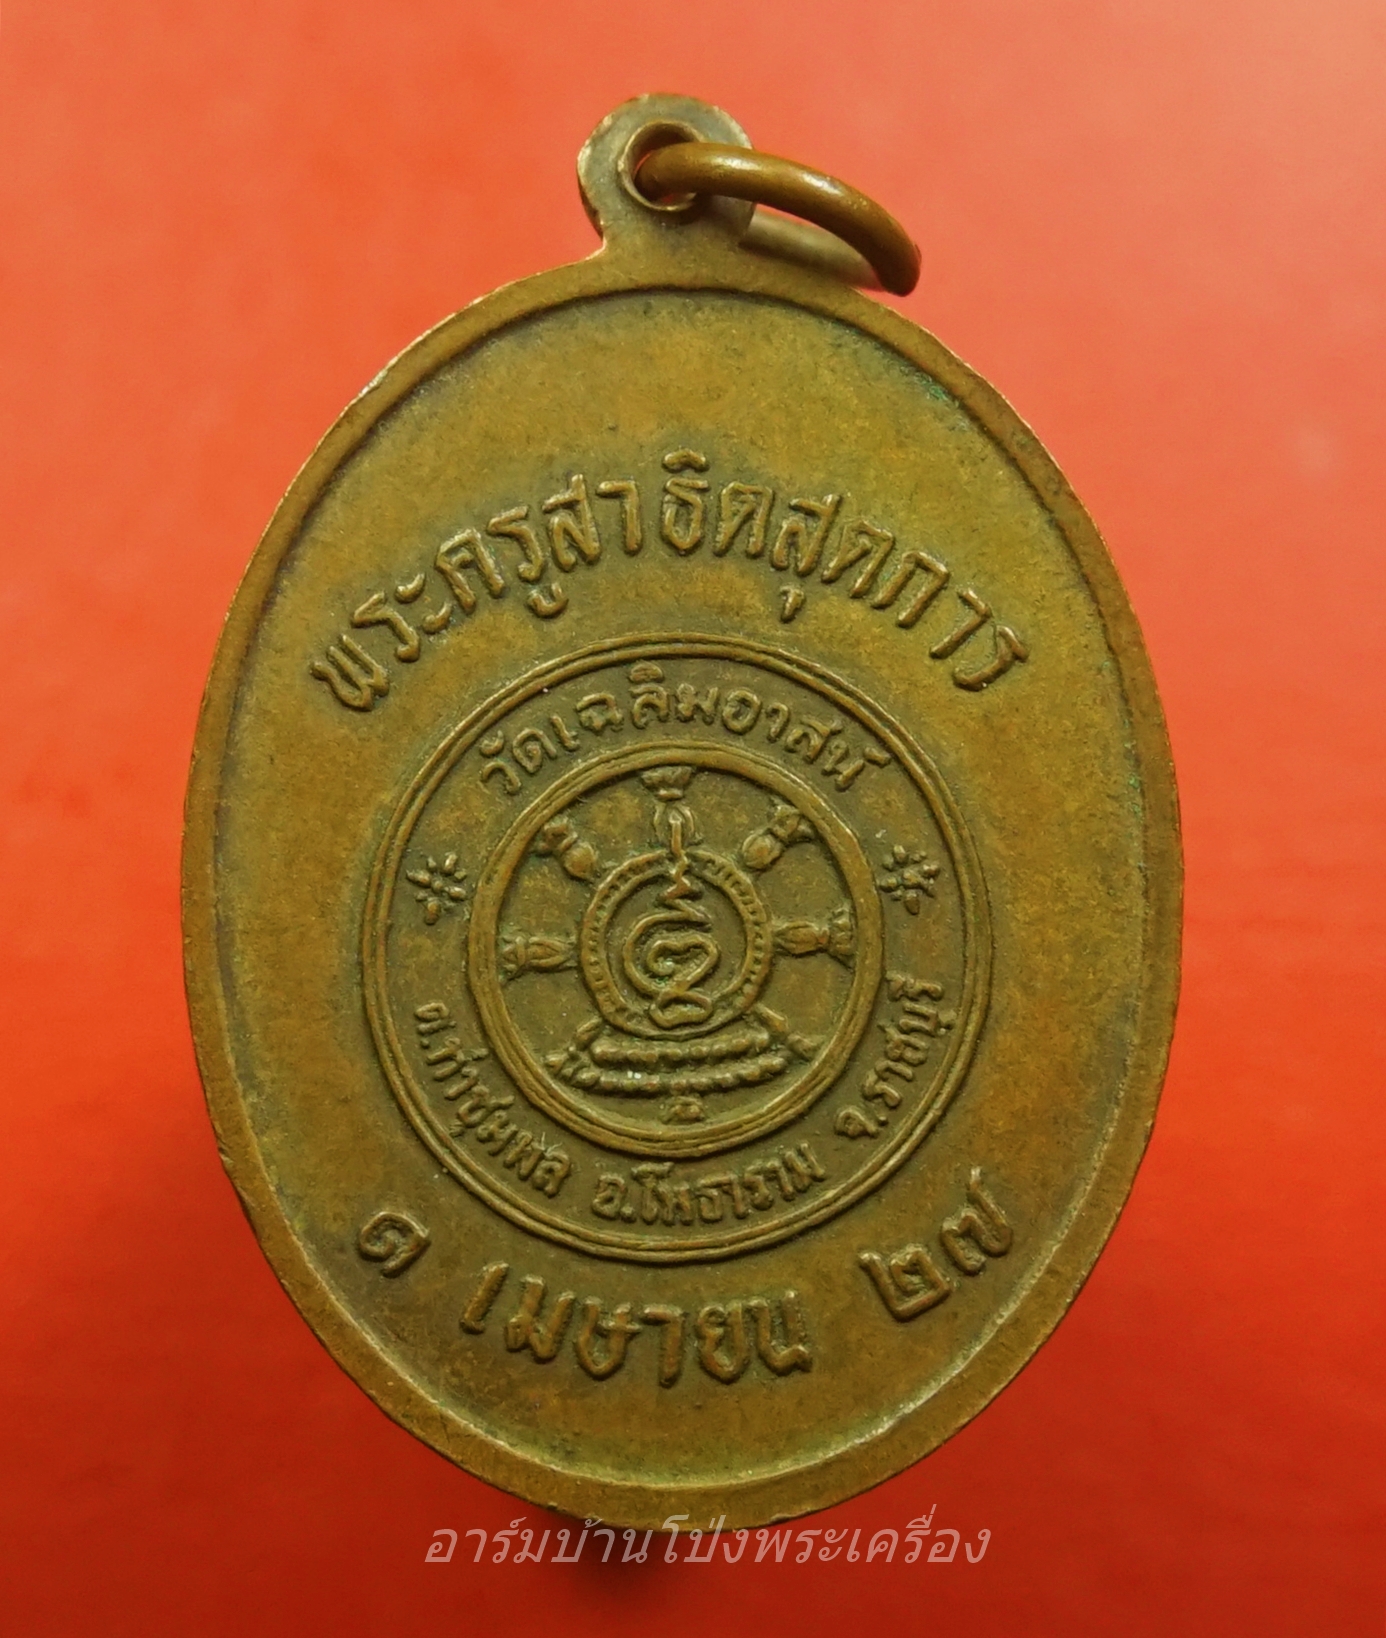 พระครูสาธิตสุตการ
วัดเฉลิมอาสน์
ต.ท่าชุมพล อ.โพธาราม จ.ราชบุรี
๑ เมษายน ๒๗
อาร์มบ้านโป่งพระเครื่อง